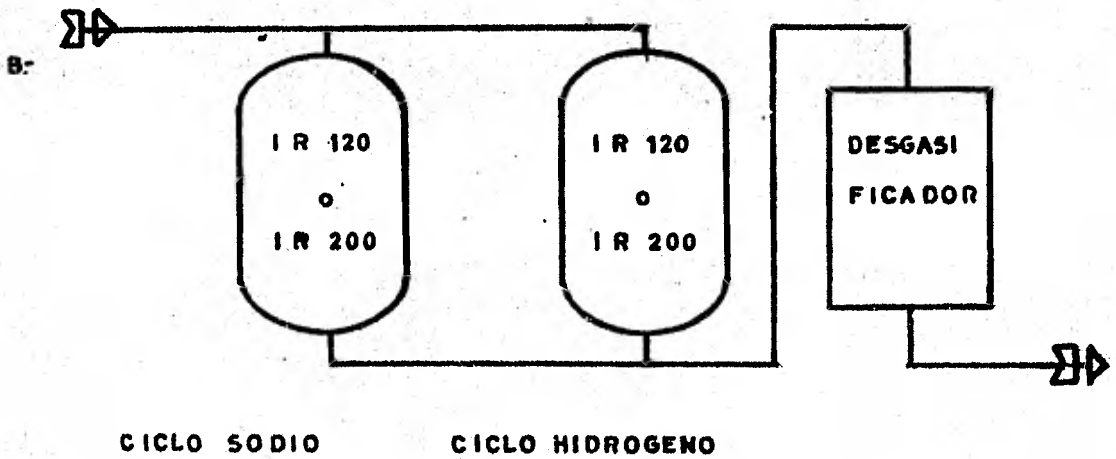 B:-
I R 120
o
I R 200
I R 120
o
I R 200
DESGASI
FICADOR
CICLO SODIO
CICLO HIDROGENO